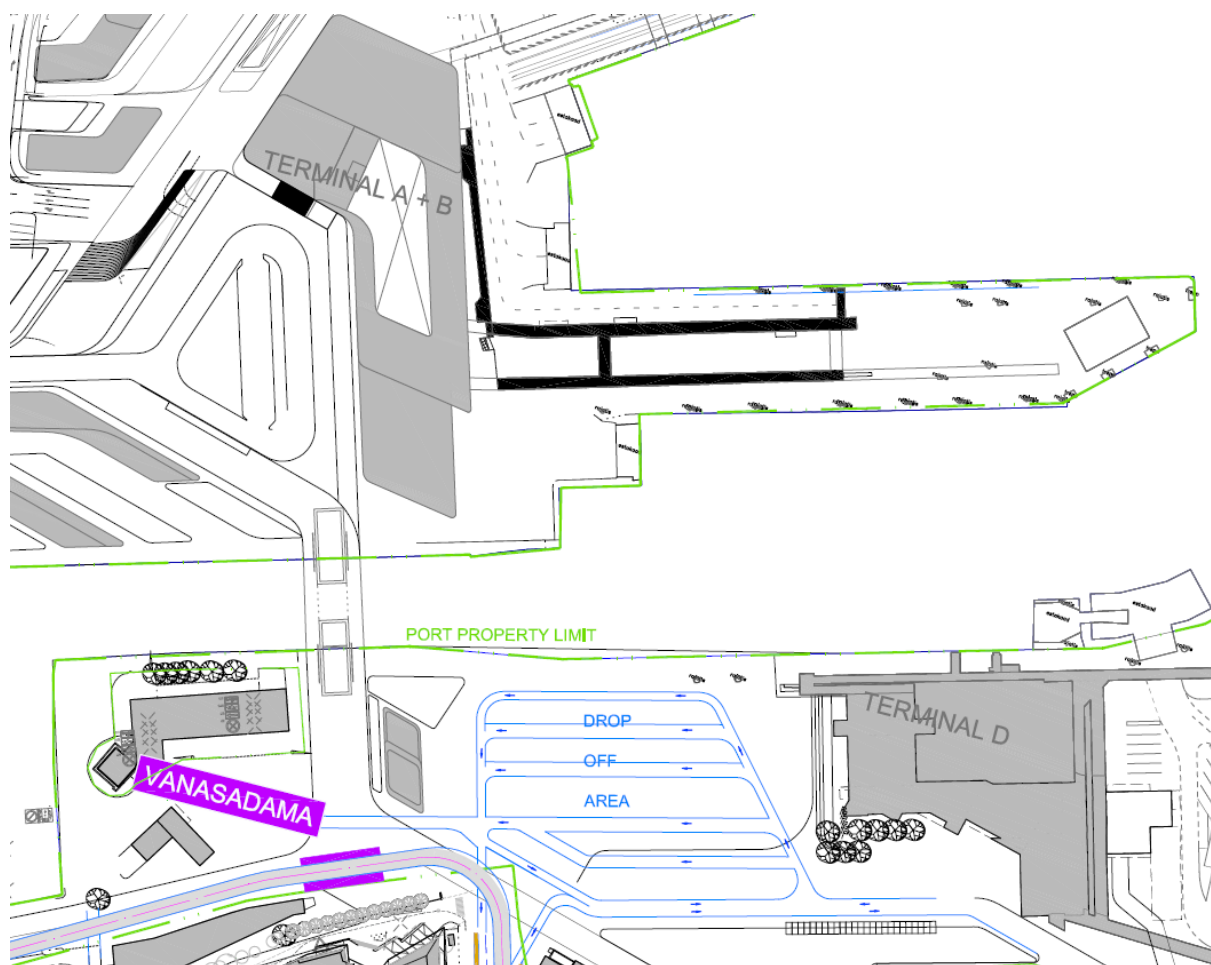 TERMINAL A + B
PORT PROPERTY LIMIT
DROP
OFF
AREA
TERMINAL D
VANASADAMA